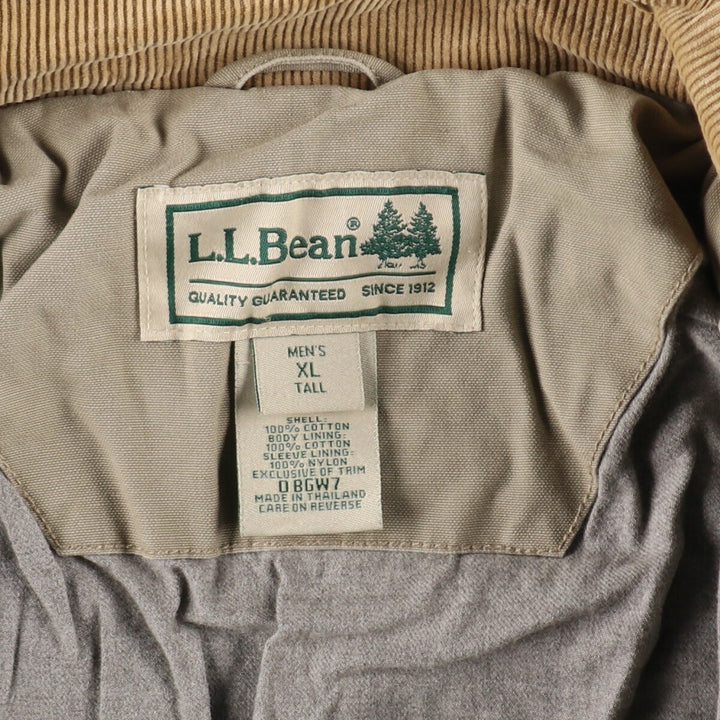 L.L.Bean®
QUALITY GUARANTEED SINCE 1912
MEN'S
XL
TALL
SHELL:
100% COTTON
BODY LINING:
100% COTTON
SLEEVE LINING:
100% NYLON
EXCLUSIVE OF TRIM
0BGW7
MADE IN THAILAND
CARE ON REVERSE